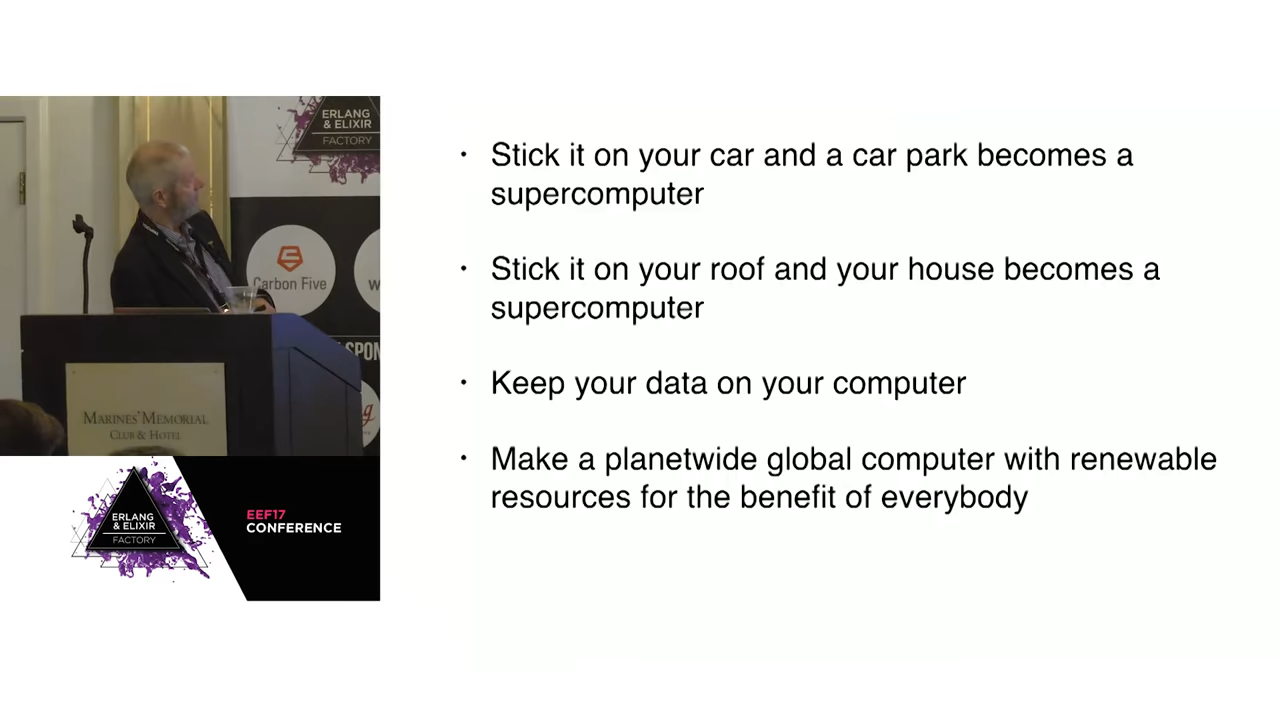 ERLANG
& ELIXIR
FACTORY
Carbon Five
SPON
MARINES' MEMORIAL
CLUB & HOTEL
ERLANG
& ELIXIR
FACTORY
EEF17
CONFERENCE
• Stick it on your car and a car park becomes a
supercomputer
• Stick it on your roof and your house becomes a
supercomputer
• Keep your data on your computer
• Make a planetwide global computer with renewable
resources for the benefit of everybody